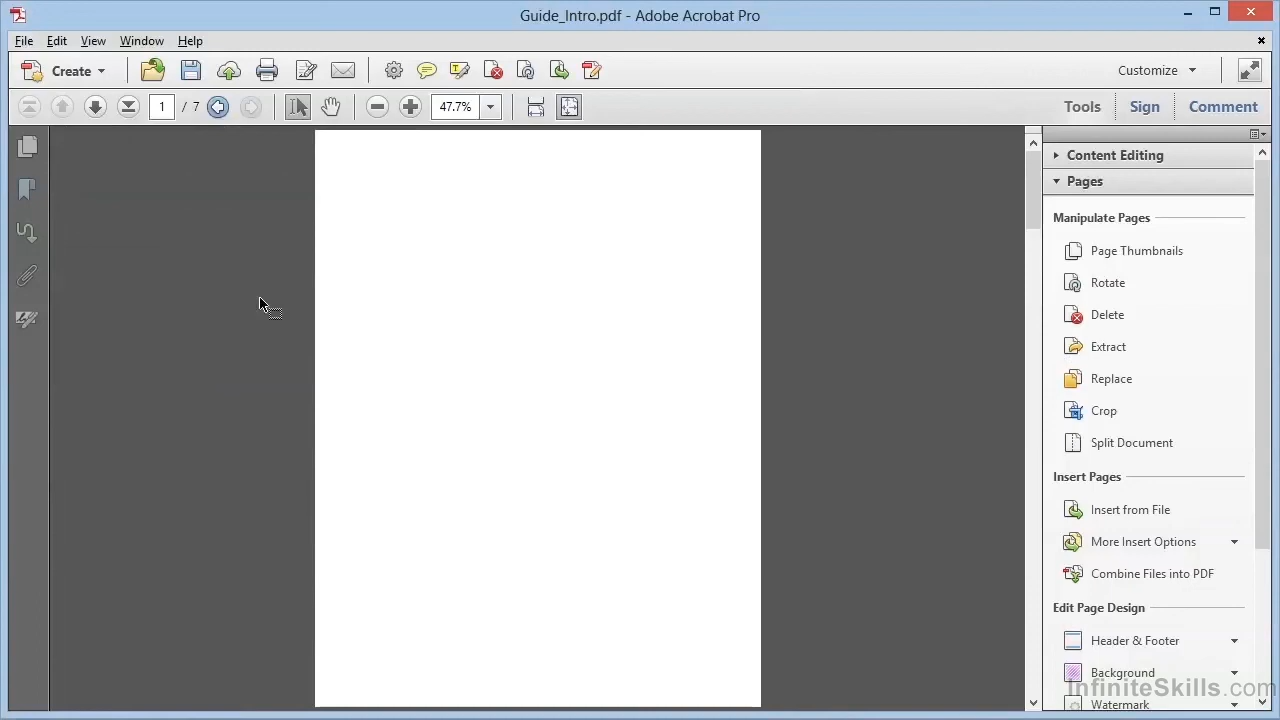 Guide_Intro.pdf - Adobe Acrobat Pro
File Edit View Window Help
Create Customize
1 / 7 47.7% Tools Sign Comment
Content Editing
Pages
Manipulate Pages
Page Thumbnails
Rotate
Delete
Extract
Replace
Crop
Split Document
Insert Pages
Insert from File
More Insert Options
Combine Files into PDF
Edit Page Design
Header & Footer
Background
InfiniteSkills.com
Watermark